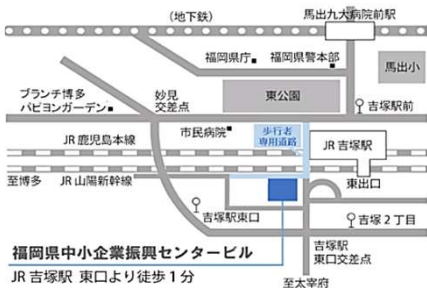 (地下鉄)
馬出九大病院前駅
福岡県庁
福岡県警本部
馬出小
ブランチ博多
パピヨンガーデン
妙見
交差点
東公園
吉塚駅前
市民病院
歩行者
専用道路
JR 鹿児島本線
JR 吉塚駅
至博多
JR 山陽新幹線
東出口
吉塚駅東口
吉塚2丁目
福岡県中小企業振興センタービル
吉塚駅
東口交差点
JR 吉塚駅 東口より徒歩1分
至太宰府